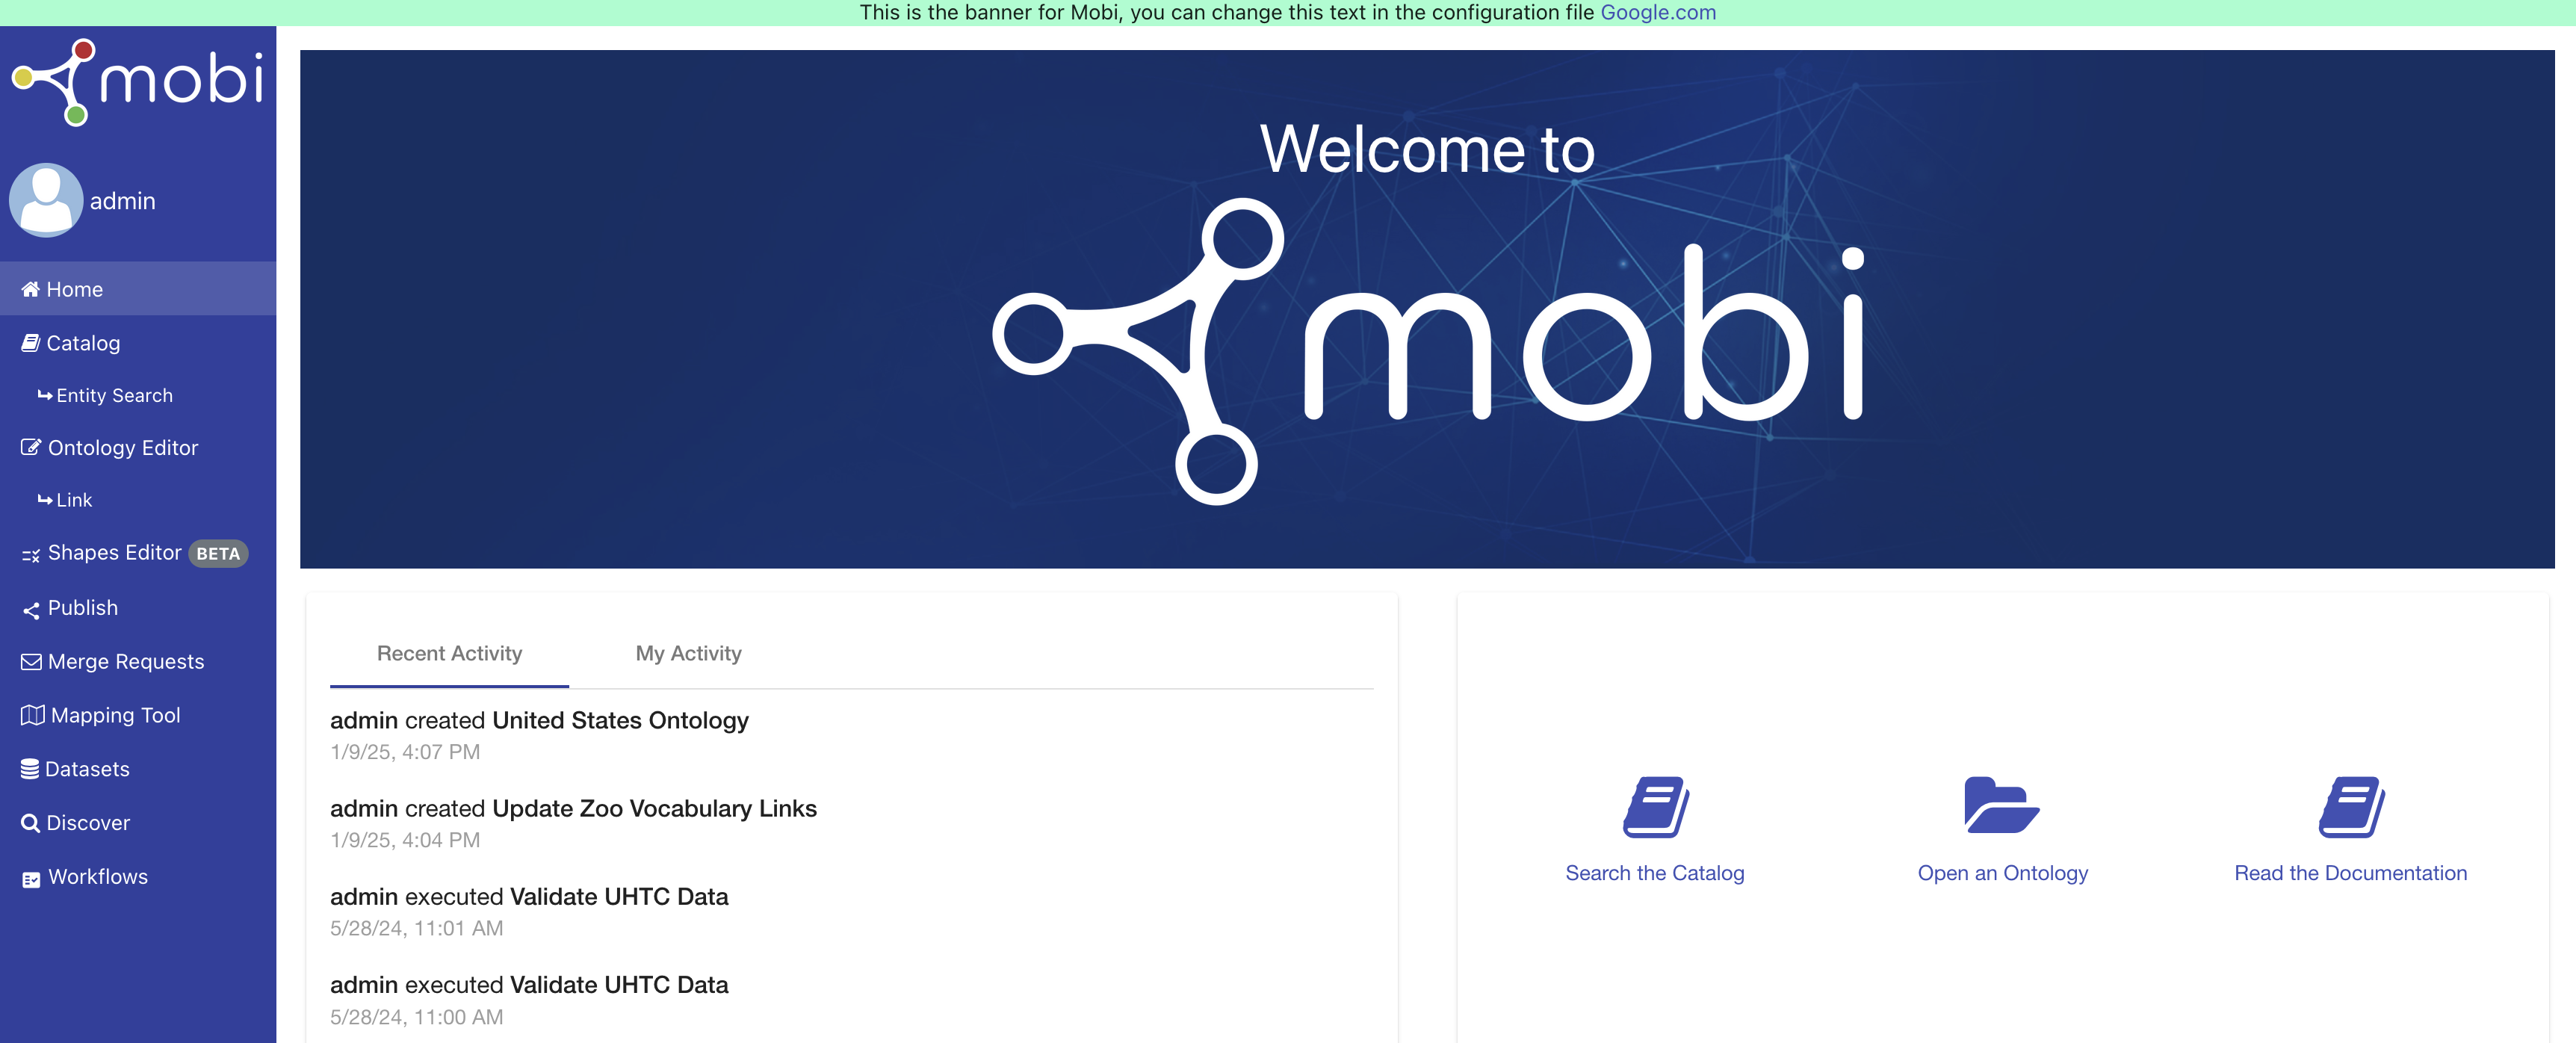 This is the banner for Mobi, you can change this text in the configuration file Google.com
mobi
admin
Home
Catalog
Entity Search
Ontology Editor
Link
Shapes Editor BETA
Publish
Merge Requests
Mapping Tool
Datasets
Discover
Workflows
Welcome to
mobi
Recent Activity My Activity
admin created United States Ontology
1/9/25, 4:07 PM
admin created Update Zoo Vocabulary Links
1/9/25, 4:04 PM
admin executed Validate UHTC Data
5/28/24, 11:01 AM
admin executed Validate UHTC Data
5/28/24, 11:00 AM
Search the Catalog
Open an Ontology
Read the Documentation